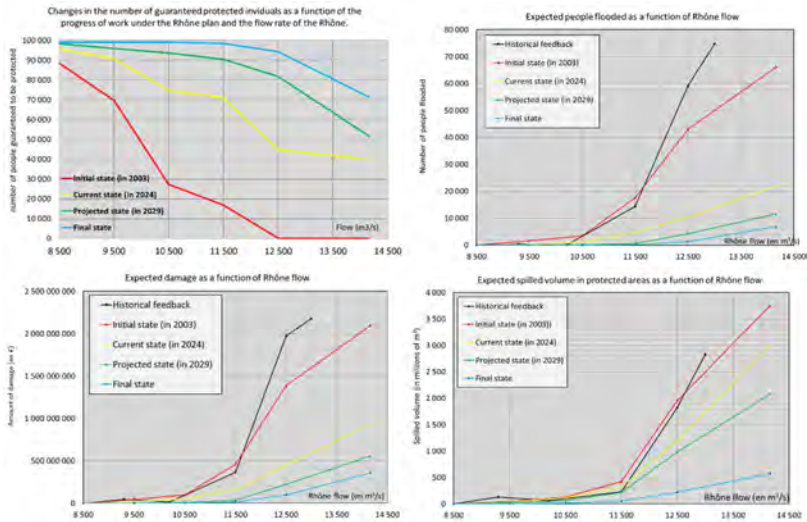 Changes in the number of guaranteed protected inviduals as a function of the
progress of work under the Rhône plan and the flow rate of the Rhône.
number of people guaranteed to be protected
100 000
90 000
80 000
70 000
60 000
50 000
40 000
30 000
20 000
10 000
0
Initial state (in 2003)
Current state (in 2024)
Projected state (in 2029)
Final state
Flow (m3/s)
8 500 9 500 10 500 11 500 12 500 13 500 14 500
Expected people flooded as a function of Rhône flow
Number of people flooded
80 000
70 000
60 000
50 000
40 000
30 000
20 000
10 000
0
Historical feedback
Initial state (in 2003)
Current state (in 2024)
Projected state (in 2029)
Final state
Rhône flow (en m³/s)
8 500 9 500 10 500 11 500 12 500 13 500 14 500
Expected damage as a function of Rhône flow
Amount of damage (en €)
2 500 000 000
2 000 000 000
1 500 000 000
1 000 000 000
500 000 000
Historical feedback
Initial state (in 2003)
Current state (in 2024)
Projected state (in 2029)
Final state
Rhône flow (en m³/s)
8 500 9 500 10 500 11 500 12 500 13 500 14 500
Expected spilled volume in protected areas as a function of Rhône flow
Spilled volume (in millions of m³)
4 000
3 500
3 000
2 500
2 000
1 500
1 000
500
0
Historical feedback
Initial state (in 2003))
Current state (in 2024)
Projected state (in 2029)
Final state
Rhône flow (en m³/s)
8 500 9 500 10 500 11 500 12 500 13 500 14 500